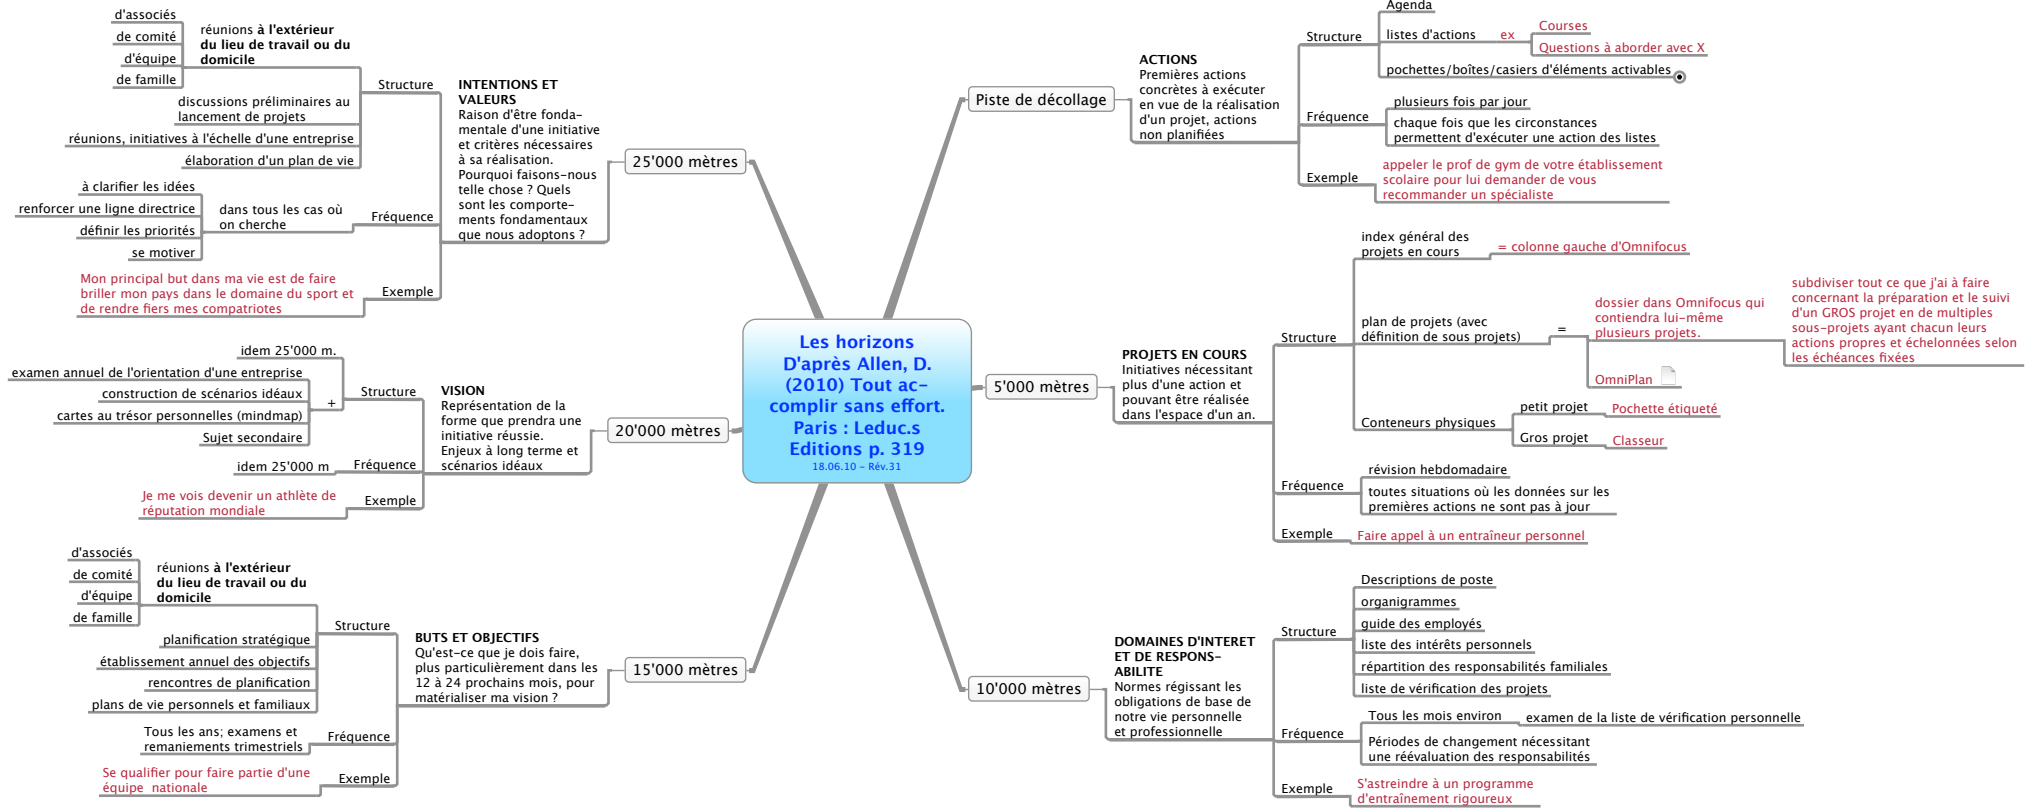 Les horizons
D'après Allen, D.
(2010) Tout ac-
complir sans effort.
Paris : Leduc.s
Editions p. 319
18.06.10 - Rév.31
Piste de décollage
ACTIONS
Premières actions
concrètes à exécuter
en vue de la réalisation
d'un projet, actions
non planifiées
Structure
Agenda
listes d'actions
ex
Courses
Questions à aborder avec X
pochettes/boîtes/casiers d'éléments activables
Fréquence
plusieurs fois par jour
chaque fois que les circonstances
permettent d'exécuter une action des listes
Exemple
appeler le prof de gym de votre établissement
scolaire pour lui demander de vous
recommander un spécialiste
5'000 mètres
PROJETS EN COURS
Initiatives nécessitant
plus d'une action et
pouvant être réalisée
dans l'espace d'un an.
Structure
index général des
projets en cours
= colonne gauche d'Omnifocus
plan de projets (avec
définition de sous projets)
=
dossier dans Omnifocus qui
contiendra lui-même
plusieurs projets.
subdiviser tout ce que j'ai à faire
concernant la préparation et le suivi
d'un GROS projet en de multiples
sous-projets ayant chacun leurs
actions propres et échelonnées selon
les échéances fixées
OmniPlan
Conteneurs physiques
petit projet
Pochette étiqueté
Gros projet
Classeur
Fréquence
révision hebdomadaire
toutes situations où les données sur les
premières actions ne sont pas à jour
Exemple
Faire appel à un entraîneur personnel
10'000 mètres
DOMAINES D'INTERET
ET DE RESPONS-
ABILITE
Normes régissant les
obligations de base de
notre vie personnelle
et professionnelle
Structure
Descriptions de poste
organigrammes
guide des employés
liste des intérêts personnels
répartition des responsabilités familiales
liste de vérification des projets
Fréquence
Tous les mois environ
examen de la liste de vérification personnelle
Périodes de changement nécessitant
une réévaluation des responsabilités
Exemple
S'astreindre à un programme
d'entraînement rigoureux
15'000 mètres
BUTS ET OBJECTIFS
Qu'est-ce que je dois faire,
plus particulièrement dans les
12 à 24 prochains mois, pour
matérialiser ma vision ?
Structure
réunions à l'extérieur
du lieu de travail ou du
domicile
d'associés
de comité
d'équipe
de famille
planification stratégique
établissement annuel des objectifs
rencontres de planification
plans de vie personnels et familiaux
Fréquence
Tous les ans; examens et
remaniements trimestriels
Exemple
Se qualifier pour faire partie d'une
équipe nationale
20'000 mètres
VISION
Représentation de la
forme que prendra une
initiative réussie.
Enjeux à long terme et
scénarios idéaux
Structure
idem 25'000 m.
+
examen annuel de l'orientation d'une entreprise
construction de scénarios idéaux
cartes au trésor personnelles (mindmap)
Sujet secondaire
Fréquence
idem 25'000 m
Exemple
Je me vois devenir un athlète de
réputation mondiale
25'000 mètres
INTENTIONS ET
VALEURS
Raison d'être fonda-
mentale d'une initiative
et critères nécessaires
à sa réalisation.
Pourquoi faisons-nous
telle chose ? Quels
sont les comporte-
ments fondamentaux
que nous adoptons ?
Structure
réunions à l'extérieur
du lieu de travail ou du
domicile
d'associés
de comité
d'équipe
de famille
discussions préliminaires au
lancement de projets
réunions, initiatives à l'échelle d'une entreprise
élaboration d'un plan de vie
Fréquence
dans tous les cas où
on cherche
à clarifier les idées
renforcer une ligne directrice
définir les priorités
se motiver
Exemple
Mon principal but dans ma vie est de faire
briller mon pays dans le domaine du sport et
de rendre fiers mes compatriotes